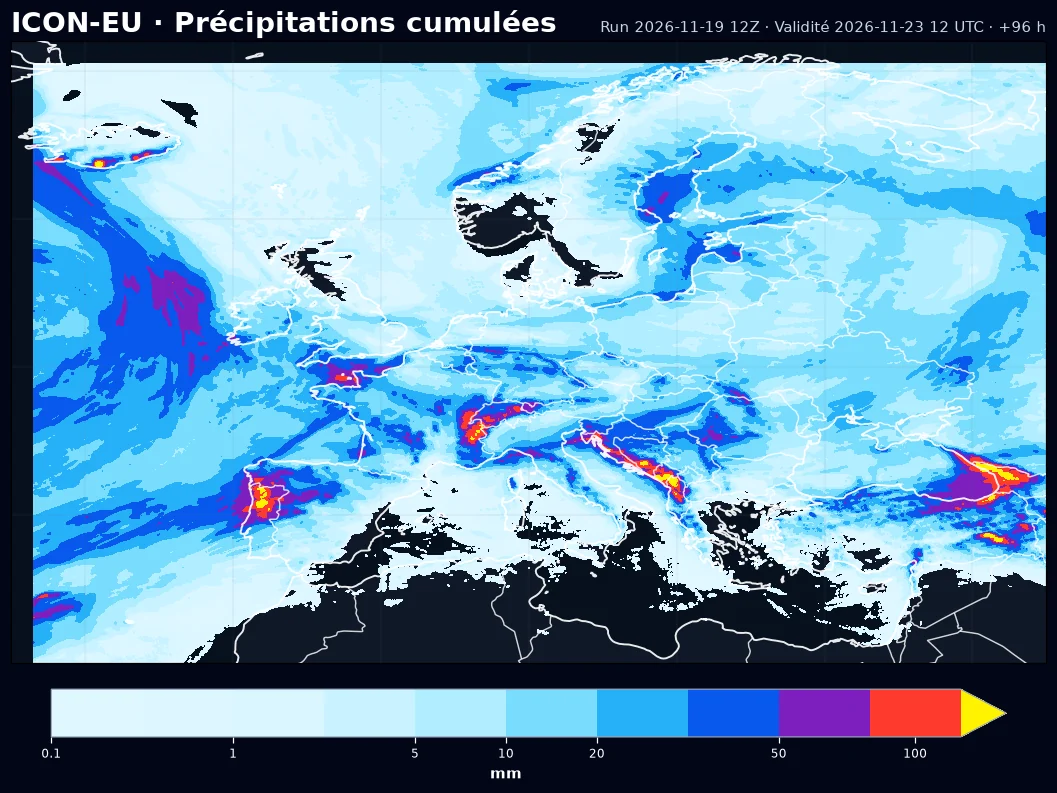 ICON-EU · Précipitations cumulées
Run 2026-11-19 12Z · Validité 2026-11-23 12 UTC · +96 h
0.1 1 5 10 20 50 100
mm